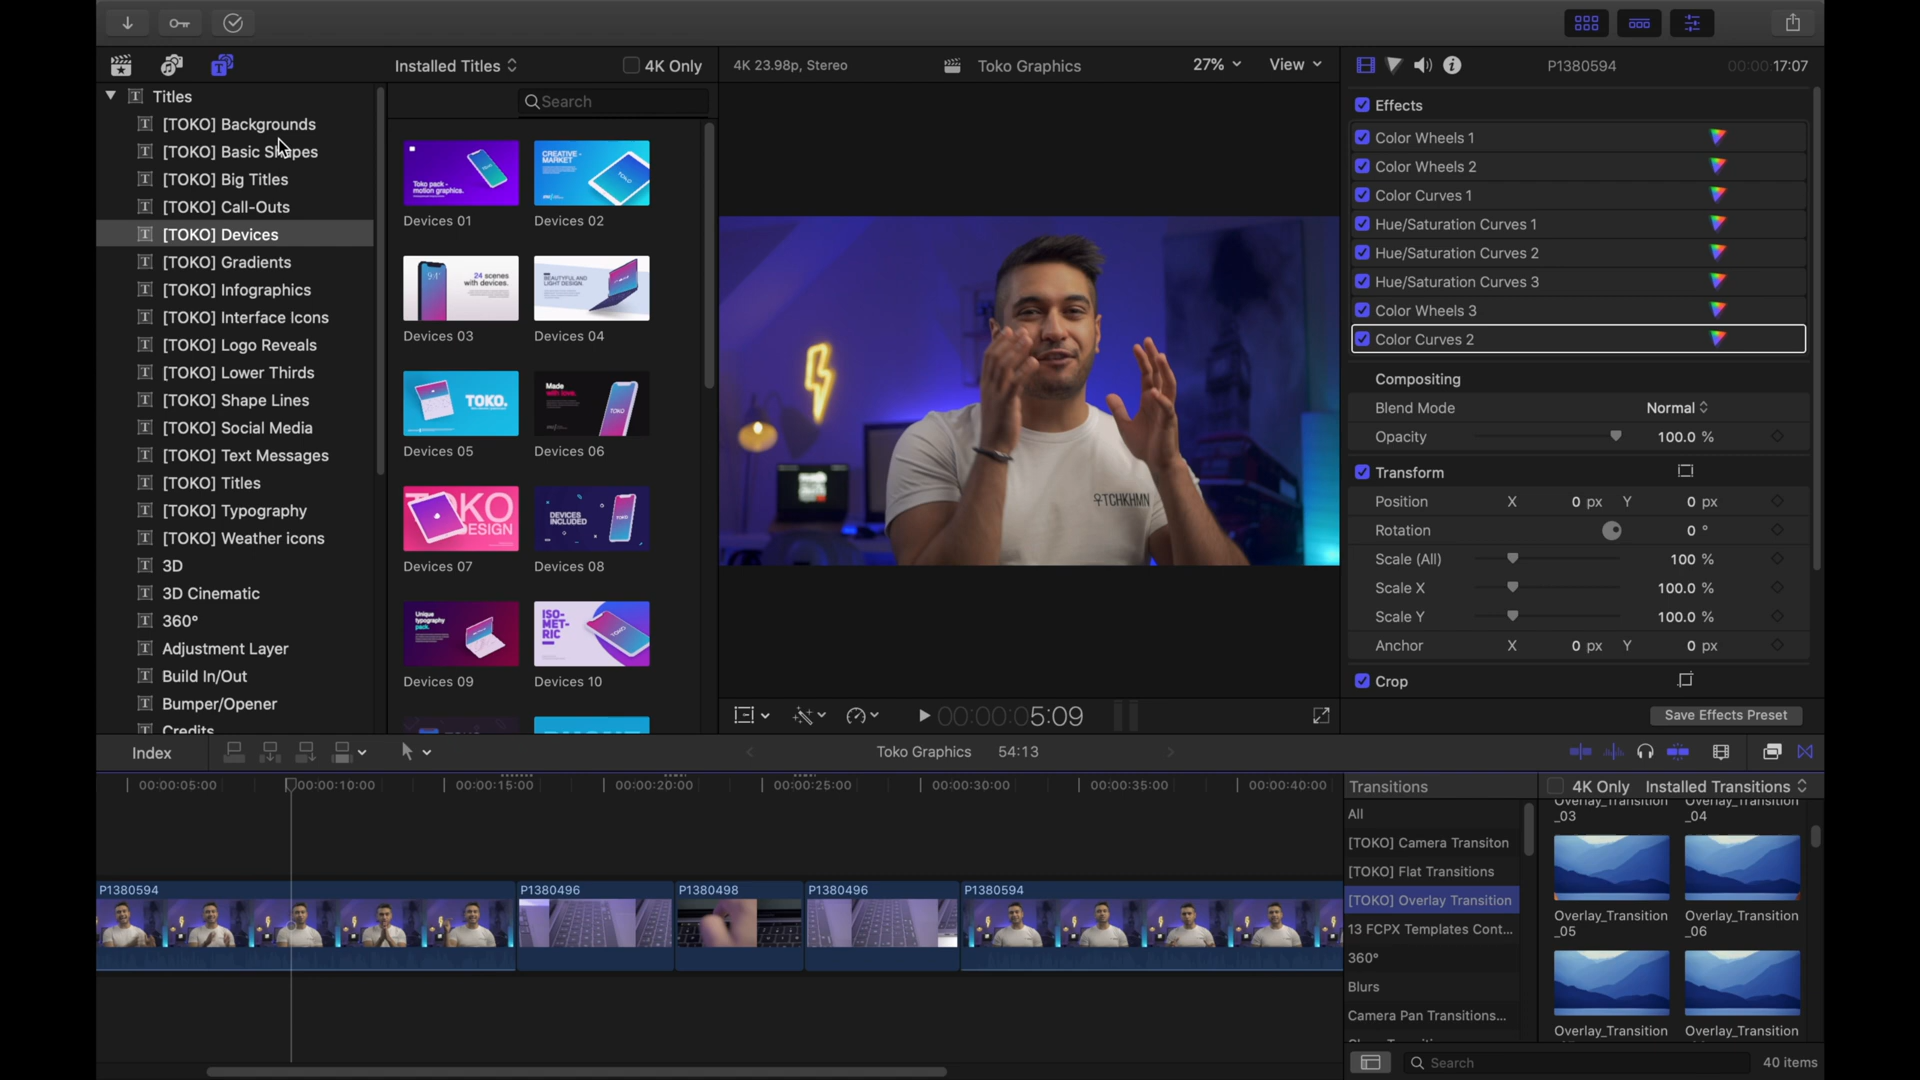 Installed Titles
4K Only
4K 23.98p, Stereo
Toko Graphics
27%
View
P1380594
00:00:17:07
Titles
[TOKO] Backgrounds
[TOKO] Basic Shapes
[TOKO] Big Titles
[TOKO] Call-Outs
[TOKO] Devices
[TOKO] Gradients
[TOKO] Infographics
[TOKO] Interface Icons
[TOKO] Logo Reveals
[TOKO] Lower Thirds
[TOKO] Shape Lines
[TOKO] Social Media
[TOKO] Text Messages
[TOKO] Titles
[TOKO] Typography
[TOKO] Weather icons
3D
3D Cinematic
360°
Adjustment Layer
Build In/Out
Bumper/Opener
Credits
Search
Toko pack -
motion graphics.
Devices 01
CREATIVE -
MARKET
TOKO
Devices 02
24 scenes
with devices.
Devices 03
BEAUTYFUL AND
LIGHT DESIGN.
Devices 04
TOKO.
Devices 05
Made
with love.
TOKO
Devices 06
TOKO
DESIGN
Devices 07
DEVICES
INCLUDED
TOKO
Devices 08
Unique
typography
pack.
Devices 09
ISO-
MET-
RIC
TOKO
Devices 10
TCHKHMN
00:00:05:09
Effects
Color Wheels 1
Color Wheels 2
Color Curves 1
Hue/Saturation Curves 1
Hue/Saturation Curves 2
Hue/Saturation Curves 3
Color Wheels 3
Color Curves 2
Compositing
Blend Mode Normal
Opacity 100.0 %
Transform
Position X 0 px Y 0 px
Rotation 0 °
Scale (All) 100 %
Scale X 100.0 %
Scale Y 100.0 %
Anchor X 0 px Y 0 px
Crop
Save Effects Preset
Index
Toko Graphics 54:13
00:00:05:00
00:00:10:00
00:00:15:00
00:00:20:00
00:00:25:00
00:00:30:00
00:00:35:00
00:00:40:00
P1380594
P1380496
P1380498
P1380496
P1380594
Transitions
4K Only
Installed Transitions
All
[TOKO] Camera Transiton
[TOKO] Flat Transitions
[TOKO] Overlay Transition
13 FCPX Templates Cont...
360°
Blurs
Camera Pan Transitions...
Overlay_Transition
_03
Overlay_Transition
_04
Overlay_Transition
_05
Overlay_Transition
_06
Overlay_Transition
Overlay_Transition
Search
40 items